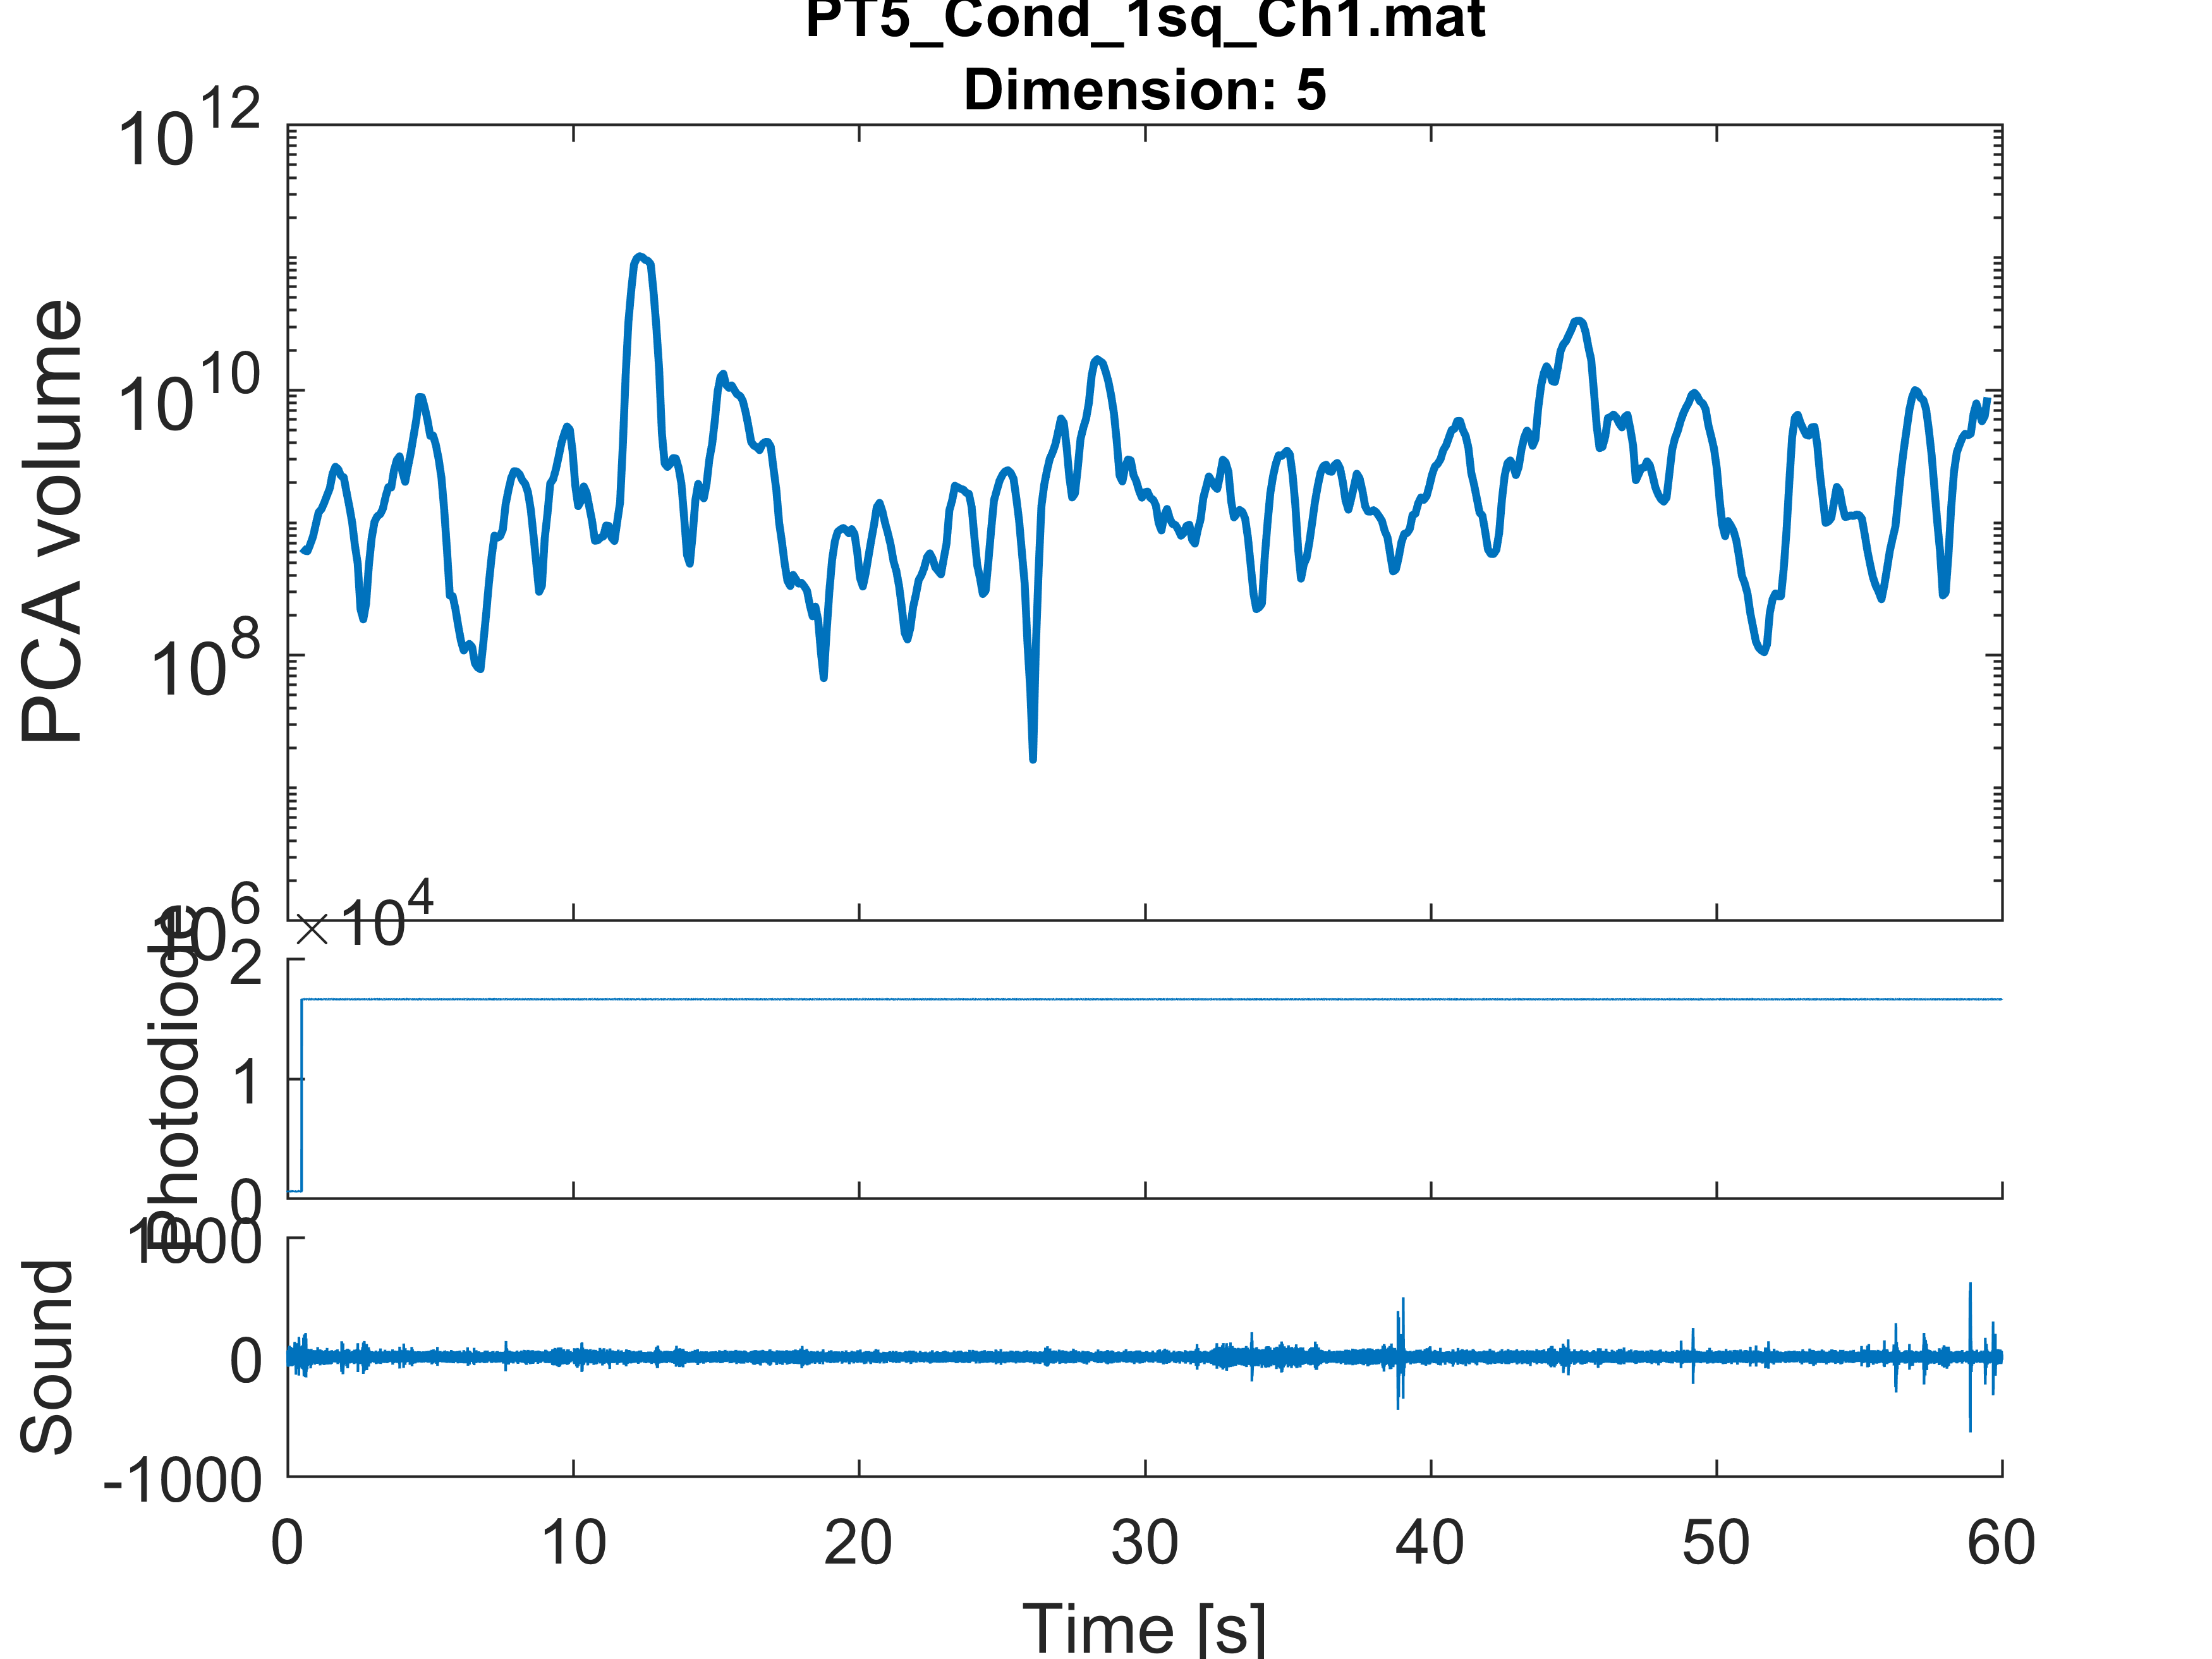 PT5_Cond_1sq_Ch1.mat
Dimension: 5
PCA volume
10^12
10^10
10^8
10^6
Photodiode
×10^4
2
1
0
Sound
1000
0
-1000
0 10 20 30 40 50 60
Time [s]